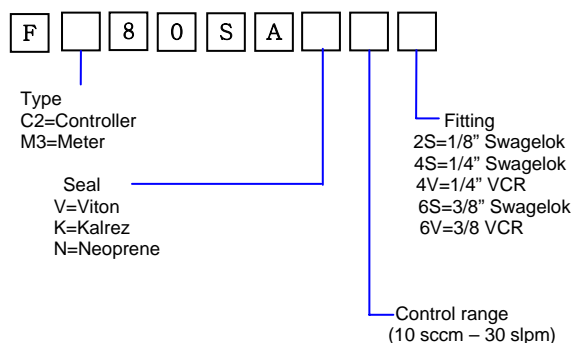 F 8 0 S A
Type
C2=Controller
M3=Meter
Seal
V=Viton
K=Kalrez
N=Neoprene
Fitting
2S=1/8” Swagelok
4S=1/4” Swagelok
4V=1/4” VCR
6S=3/8” Swagelok
6V=3/8 VCR
Control range
(10 sccm – 30 slpm)